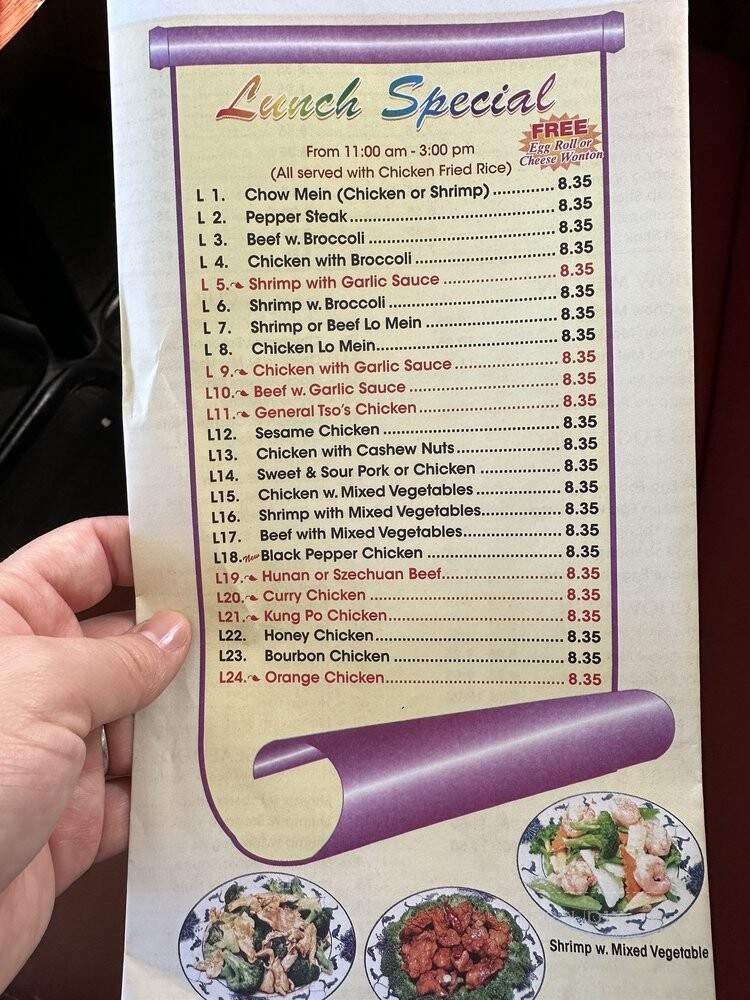 Lunch Special
FREE
Egg Roll or
Cheese Wonton
From 11:00 am - 3:00 pm
(All served with Chicken Fried Rice)
L 1. Chow Mein (Chicken or Shrimp) 8.35
L 2. Pepper Steak 8.35
L 3. Beef w. Broccoli 8.35
L 4. Chicken with Broccoli 8.35
L 5. Shrimp with Garlic Sauce 8.35
L 6. Shrimp w. Broccoli 8.35
L 7. Shrimp or Beef Lo Mein 8.35
L 8. Chicken Lo Mein 8.35
L 9. Chicken with Garlic Sauce 8.35
L10. Beef w. Garlic Sauce 8.35
L11. General Tso's Chicken 8.35
L12. Sesame Chicken 8.35
L13. Chicken with Cashew Nuts 8.35
L14. Sweet & Sour Pork or Chicken 8.35
L15. Chicken w. Mixed Vegetables 8.35
L16. Shrimp with Mixed Vegetables 8.35
L17. Beef with Mixed Vegetables 8.35
L18. New Black Pepper Chicken 8.35
L19. Hunan or Szechuan Beef 8.35
L20. Curry Chicken 8.35
L21. Kung Po Chicken 8.35
L22. Honey Chicken 8.35
L23. Bourbon Chicken 8.35
L24. Orange Chicken 8.35
Shrimp w. Mixed Vegetable